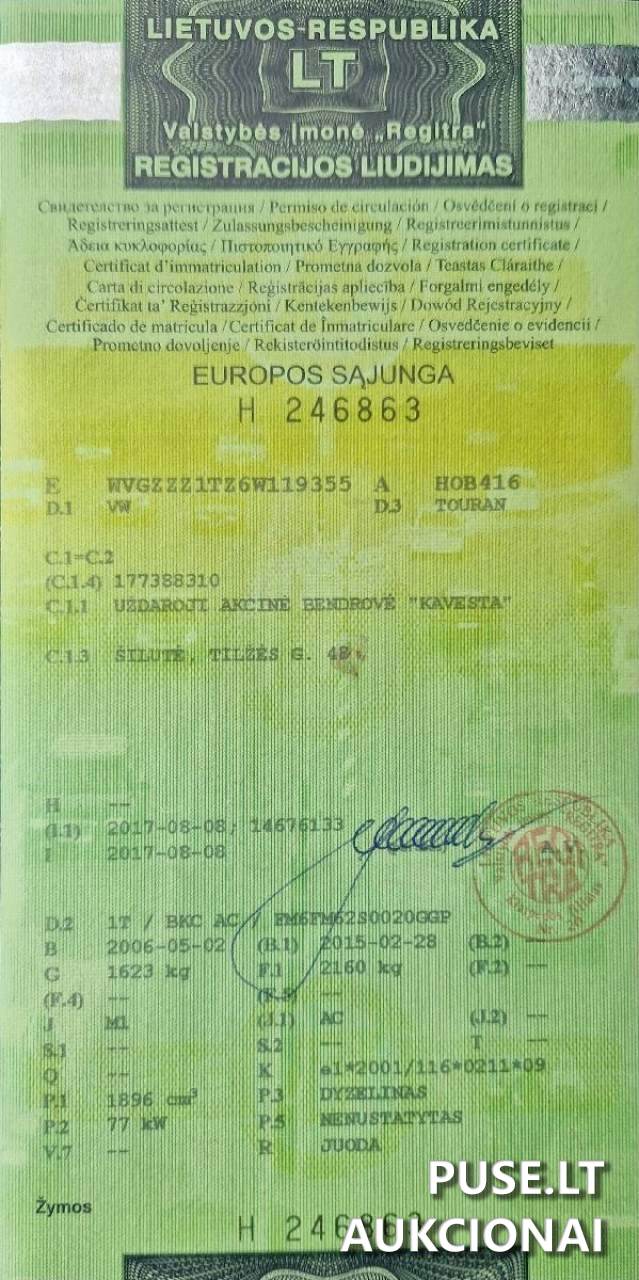 LIETUVOS RESPUBLIKA
LT
Valstybės įmonė „Regitra“
REGISTRACIJOS LIUDIJIMAS
Свидетелство за регистрация / Permiso de circulación / Osvědčení o registraci /
Registreringsattest / Zulassungsbescheinigung / Registreerimistunnistus /
Άδεια κυκλοφορίας / Πιστοποιητικό Εγγραφής / Registration certificate /
Certificat d'immatriculation / Prometna dozvola / Teastas Cláraithe /
Carta di circolazione / Reģistrācijas apliecība / Forgalmi engedély /
Ċertifikat ta' Reġistrazzjoni / Kentekenbewijs / Dowód Rejestracyjny /
Certificado de matrícula / Certificat de Înmatriculare / Osvedčenie o evidencii /
Prometno dovoljenje / Rekisteröintitodistus / Registreringsbeviset
EUROPOS SĄJUNGA
H 246863
E WVGZZZ1TZ6W119355 A HOB416
D.1 VW D.3 TOURAN
C.1=C.2
(C.1.4) 177388310
C.1.1 UŽDAROJI AKCINĖ BENDROVĖ "KAVESTA"
C.1.3 ŠILUTĖ, TILŽĖS G. 48
H --
(I.1) 2017-08-08; 14676133
I 2017-08-08
D.2 1T / BKC AC / FM6FM62S0020GGP
B 2006-05-02 (B.1) 2015-02-28 (B.2) --
G 1623 kg F.1 2160 kg (F.2) --
(F.4) -- --
J M1 (J.1) AC (J.2) --
S.1 -- S.2 -- T --
Q -- K e1*2001/116*0211*09
P.1 1896 cm³ P.3 DYZELINAS
P.2 77 kW P.5 NENUSTATYTAS
V.7 -- R JUODA
Žymos
H 246863
PUSE.LT
AUKCIONAI